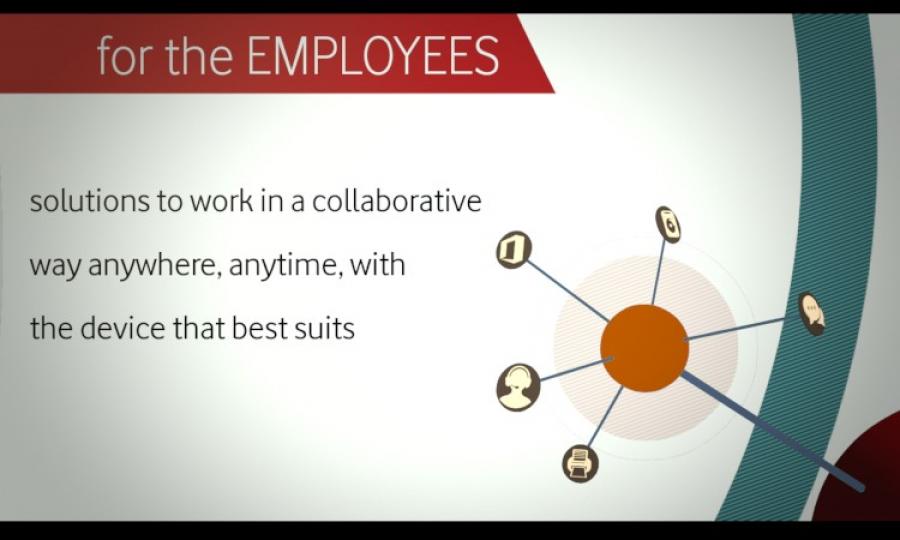 for the EMPLOYEES
solutions to work in a collaborative
way anywhere, anytime, with
the device that best suits